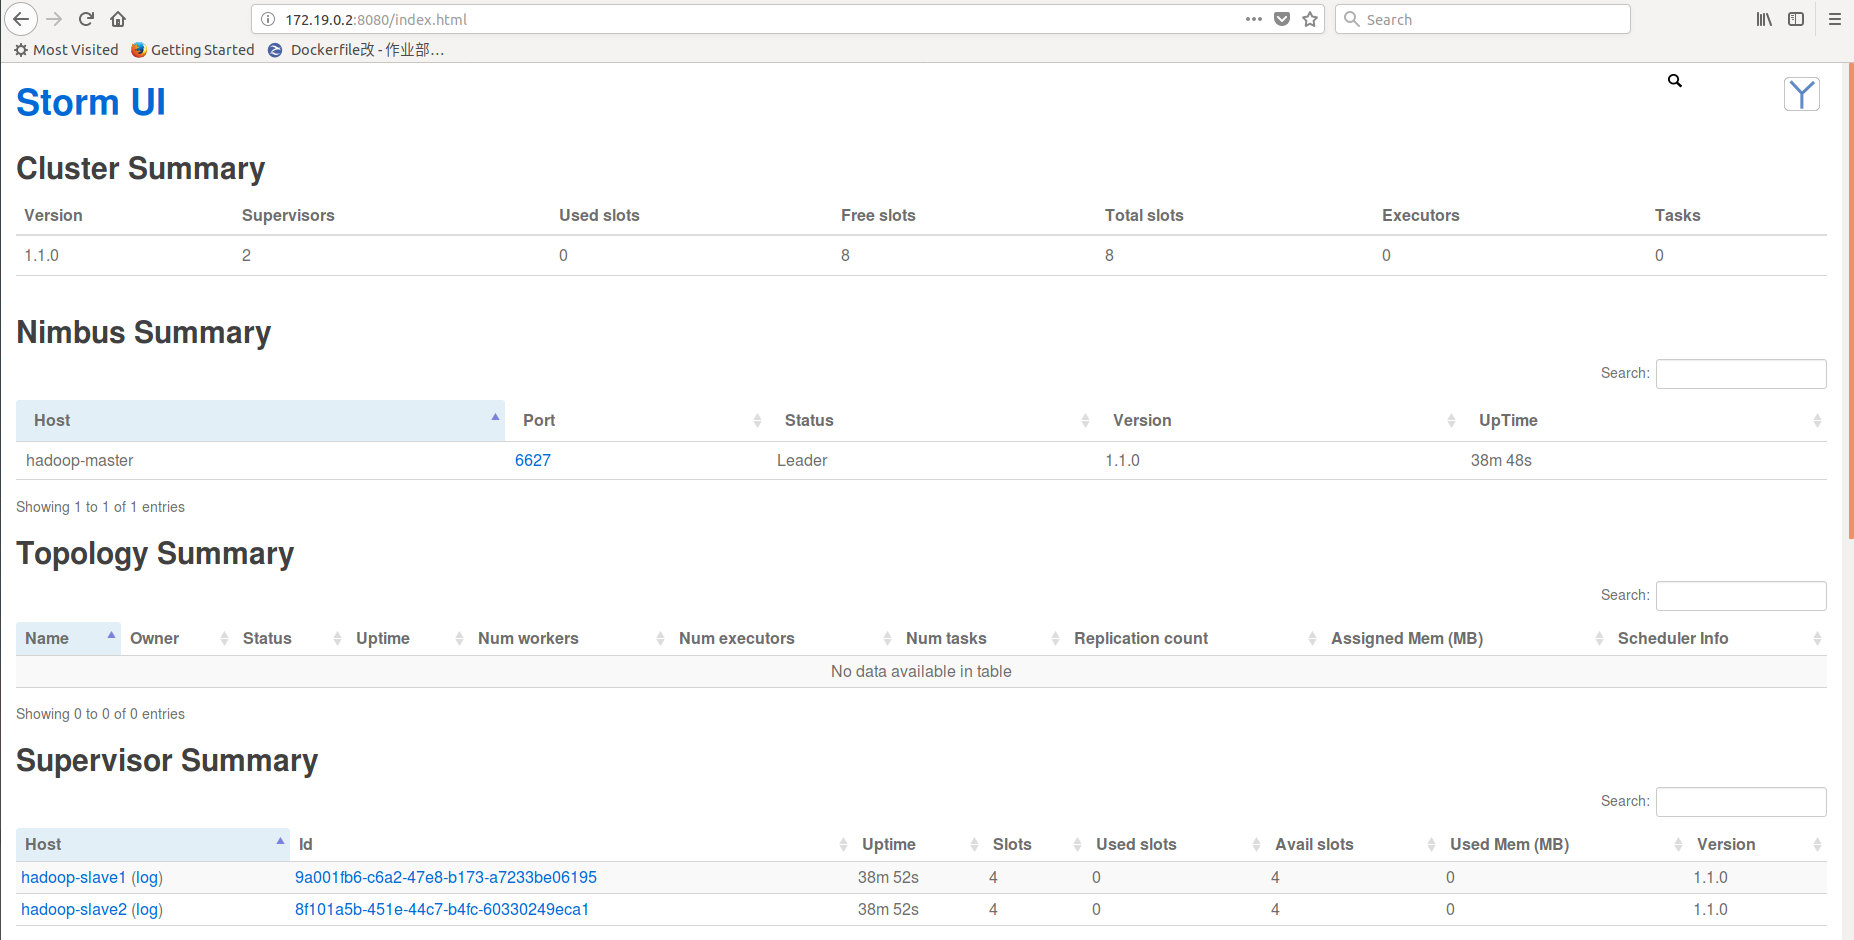 172.19.0.2:8080/index.html
Search
Most Visited Getting Started Dockerfile改 - 作业部…
Storm UI
Cluster Summary
Version Supervisors Used slots Free slots Total slots Executors Tasks
1.1.0 2 0 8 8 0 0
Nimbus Summary
Search:
Host Port Status Version UpTime
hadoop-master 6627 Leader 1.1.0 38m 48s
Showing 1 to 1 of 1 entries
Topology Summary
Search:
Name Owner Status Uptime Num workers Num executors Num tasks Replication count Assigned Mem (MB) Scheduler Info
No data available in table
Showing 0 to 0 of 0 entries
Supervisor Summary
Search:
Host Id Uptime Slots Used slots Avail slots Used Mem (MB) Version
hadoop-slave1 (log) 9a001fb6-c6a2-47e8-b173-a7233be06195 38m 52s 4 0 4 0 1.1.0
hadoop-slave2 (log) 8f101a5b-451e-44c7-b4fc-60330249eca1 38m 52s 4 0 4 0 1.1.0